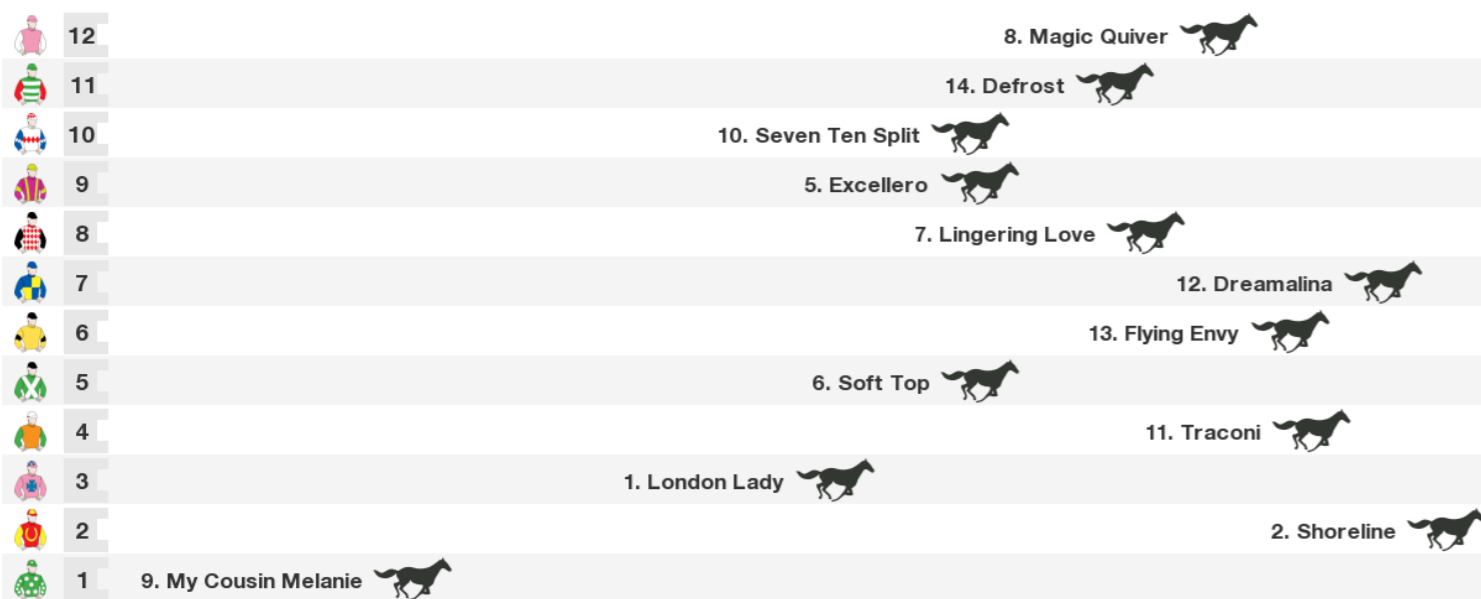 12 8. Magic Quiver
11 14. Defrost
10 10. Seven Ten Split
9 5. Excellero
8 7. Lingering Love
7 12. Dreamalina
6 13. Flying Envy
5 6. Soft Top
4 11. Traconi
3 1. London Lady
2 2. Shoreline
1 9. My Cousin Melanie